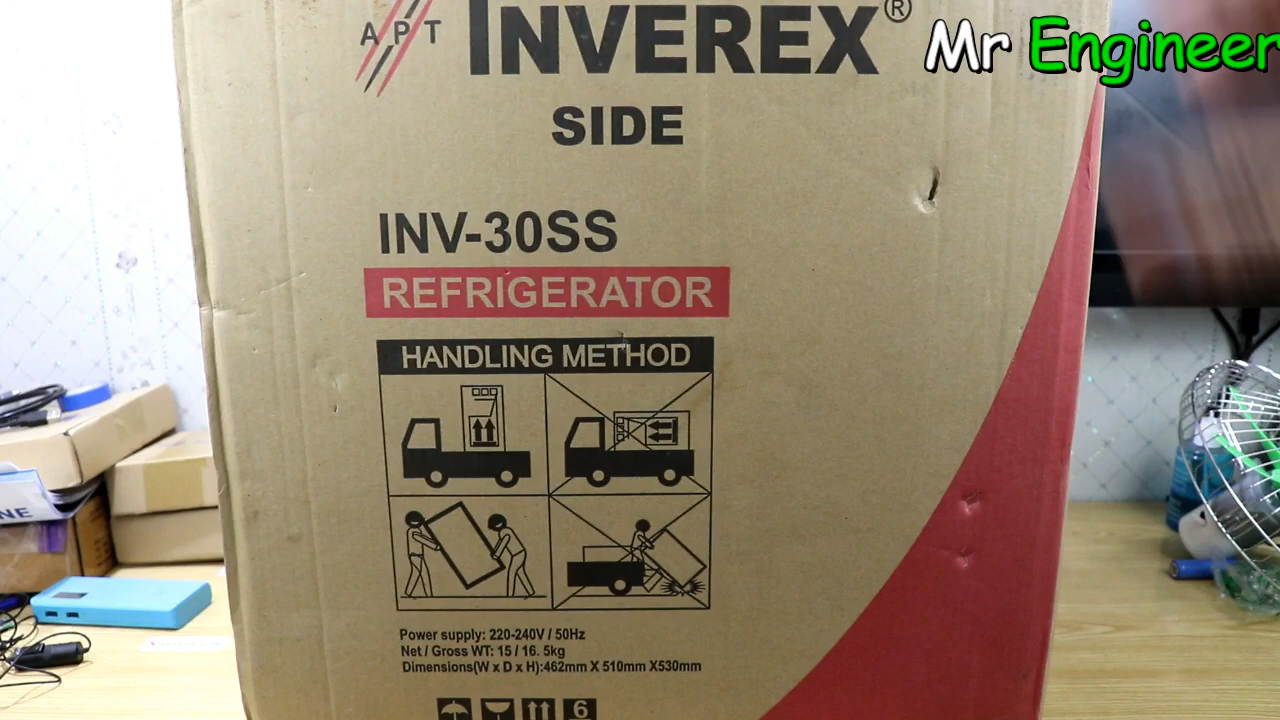 APT INVEREX®
Mr Engineer
SIDE
INV-30SS
REFRIGERATOR
HANDLING METHOD
Power supply: 220-240V / 50Hz
Net / Gross WT: 15 / 16. 5kg
Dimensions(W x D x H):462mm X 510mm X530mm
6
NE